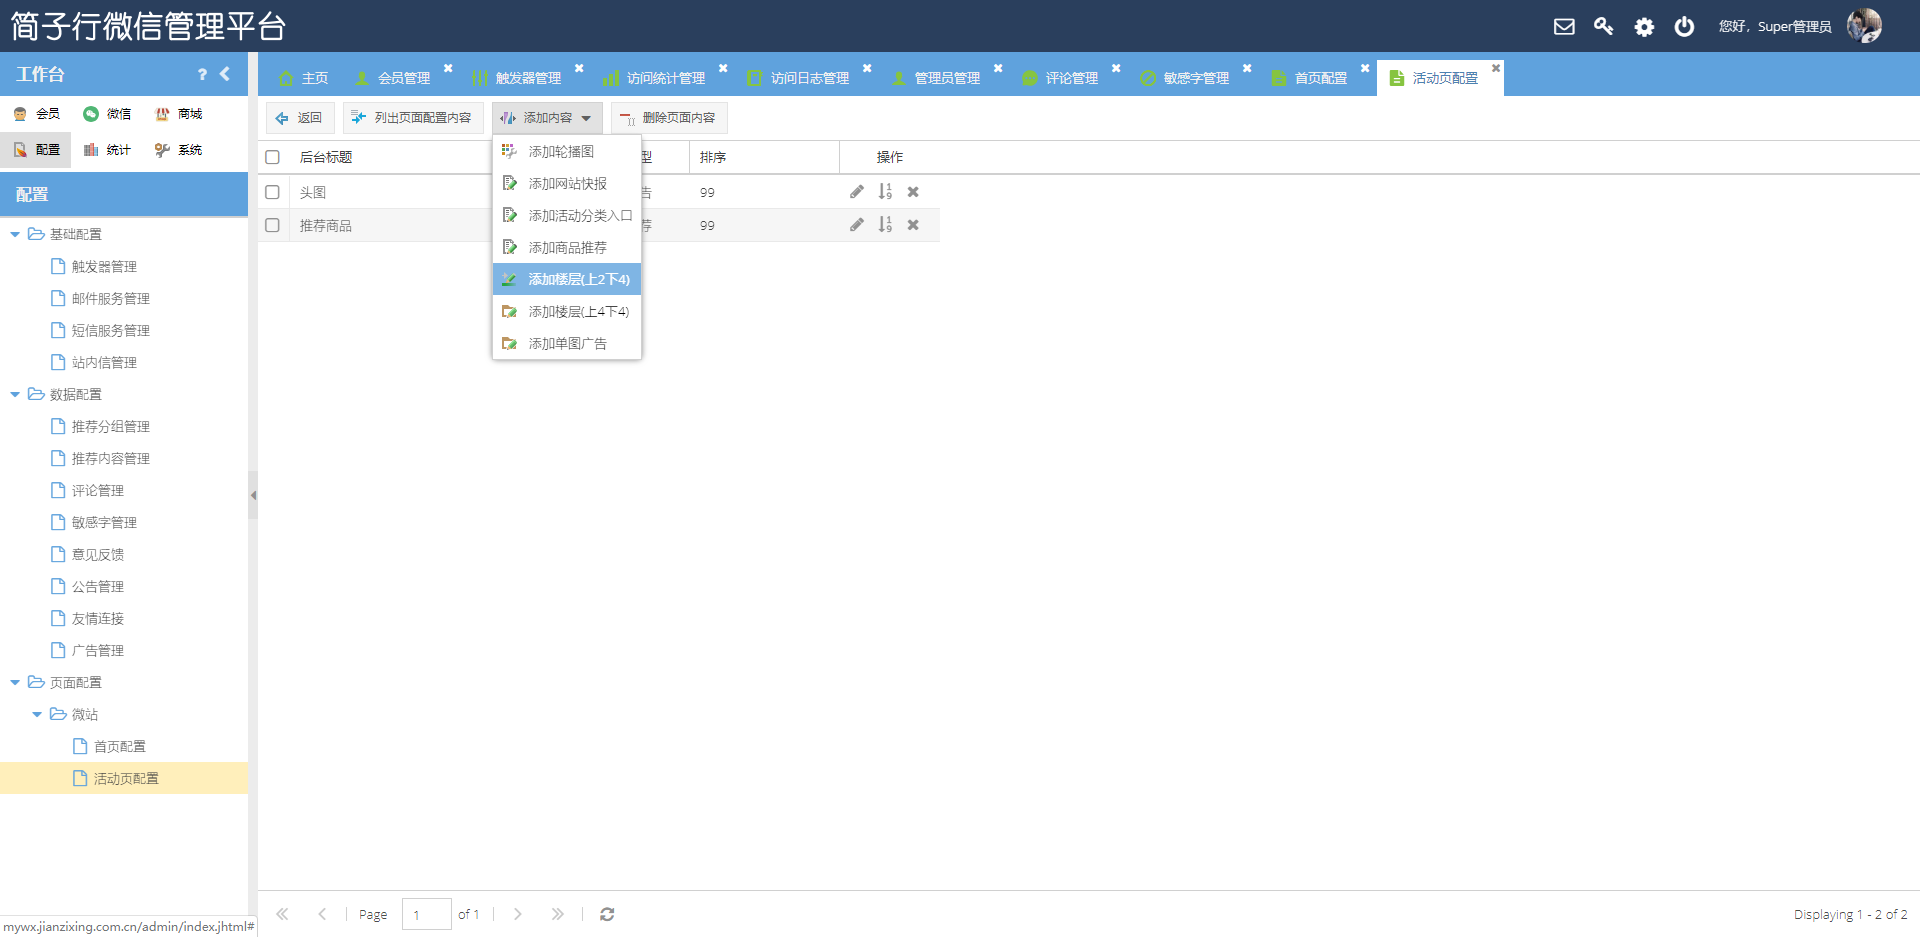 简子行微信管理平台
您好，Super管理员
工作台
?
主页
会员管理
触发器管理
访问统计管理
访问日志管理
管理员管理
评论管理
敏感字管理
首页配置
活动页配置
会员
微信
商城
配置
统计
系统
返回
列出页面配置内容
添加内容
删除页面内容
后台标题
型
排序
操作
头图
告
99
推荐商品
荐
99
添加轮播图
添加网站快报
添加活动分类入口
添加商品推荐
添加楼层(上2下4)
添加楼层(上4下4)
添加单图广告
配置
基础配置
触发器管理
邮件服务管理
短信服务管理
站内信管理
数据配置
推荐分组管理
推荐内容管理
评论管理
敏感字管理
意见反馈
公告管理
友情连接
广告管理
页面配置
微站
首页配置
活动页配置
Page 1 of 1
Displaying 1 - 2 of 2
mywx.jianzixing.com.cn/admin/index.jhtml#